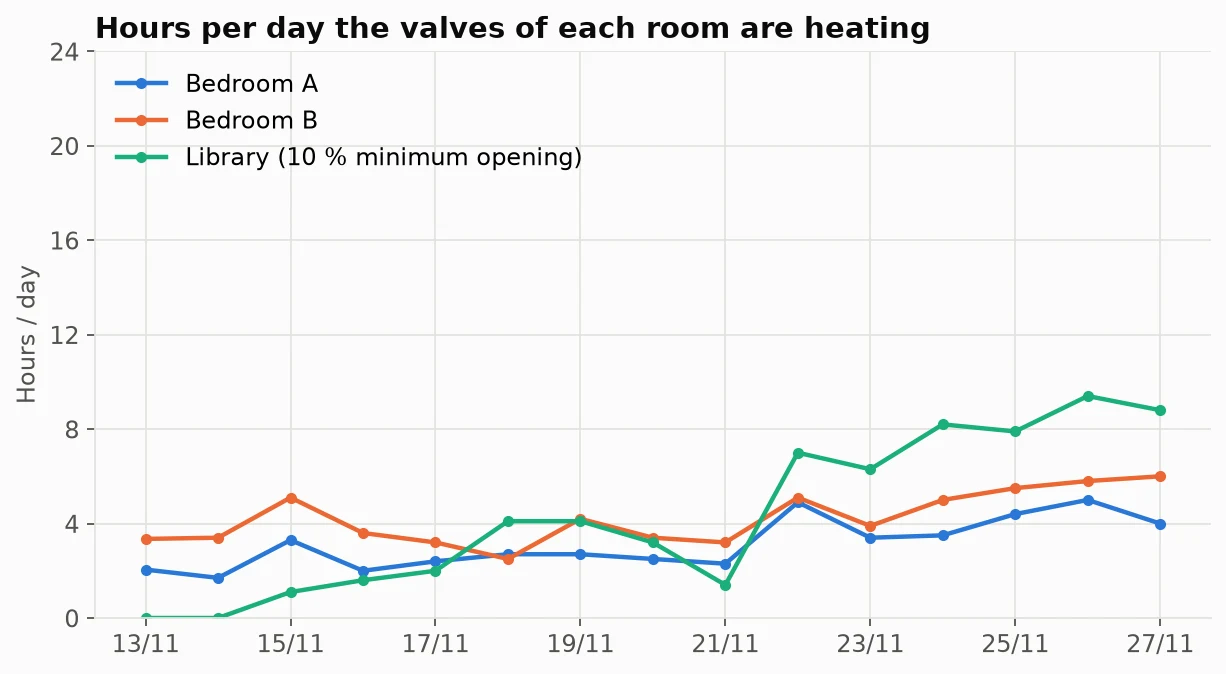 Hours per day the valves of each room are heating
24
Bedroom A
Bedroom B
20
Library (10 % minimum opening)
16
Hours / day
12
8
4
0
13/11 15/11 17/11 19/11 21/11 23/11 25/11 27/11